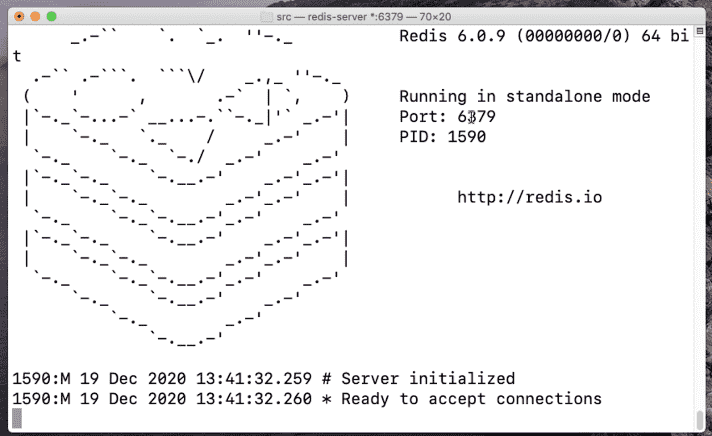 src — redis-server *:6379 — 70×20
Redis 6.0.9 (00000000/0) 64 bi
t
Running in standalone mode
Port: 6379
PID: 1590
http://redis.io
1590:M 19 Dec 2020 13:41:32.259 # Server initialized
1590:M 19 Dec 2020 13:41:32.260 * Ready to accept connections